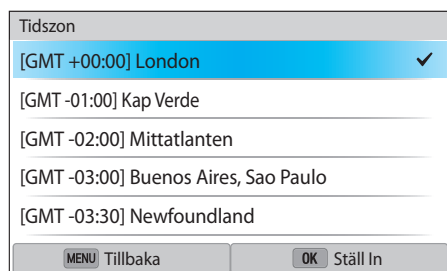 Tidszon
[GMT +00:00] London
[GMT -01:00] Kap Verde
[GMT -02:00] Mittatlanten
[GMT -03:00] Buenos Aires, Sao Paulo
[GMT -03:30] Newfoundland
MENU Tillbaka OK Ställ In